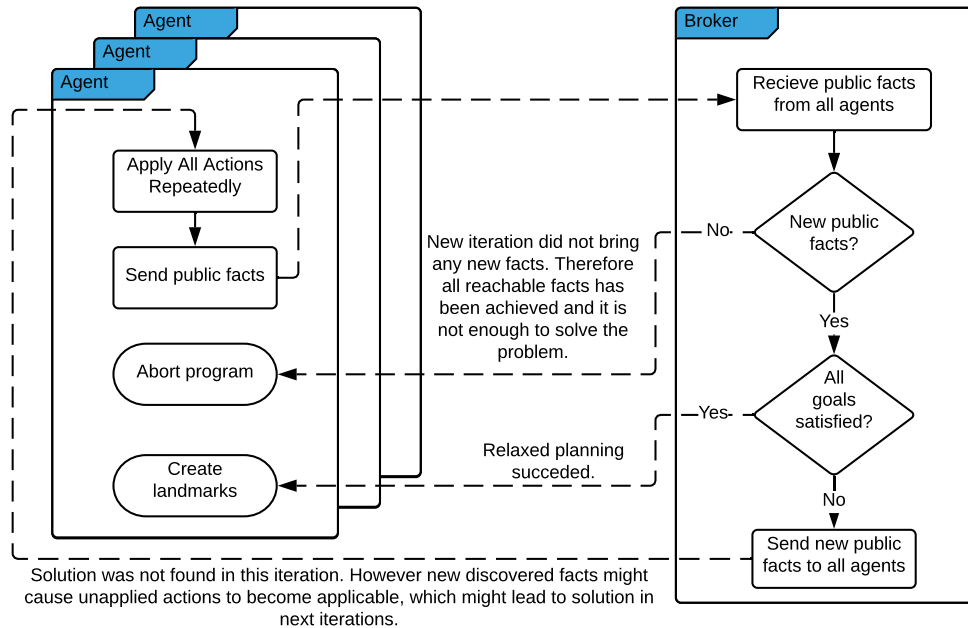 Agent
Agent
Agent
Apply All Actions
Repeatedly
Send public facts
Abort program
Create
landmarks
New iteration did not bring
any new facts. Therefore
all reachable facts has
been achieved and it is
not enough to solve the
problem.
Relaxed planning
succeded.
Broker
Recieve public facts
from all agents
New public
facts?
No
Yes
All
goals
satisfied?
Yes
No
Send new public
facts to all agents
Solution was not found in this iteration. However new discovered facts might
cause unapplied actions to become applicable, which might lead to solution in
next iterations.